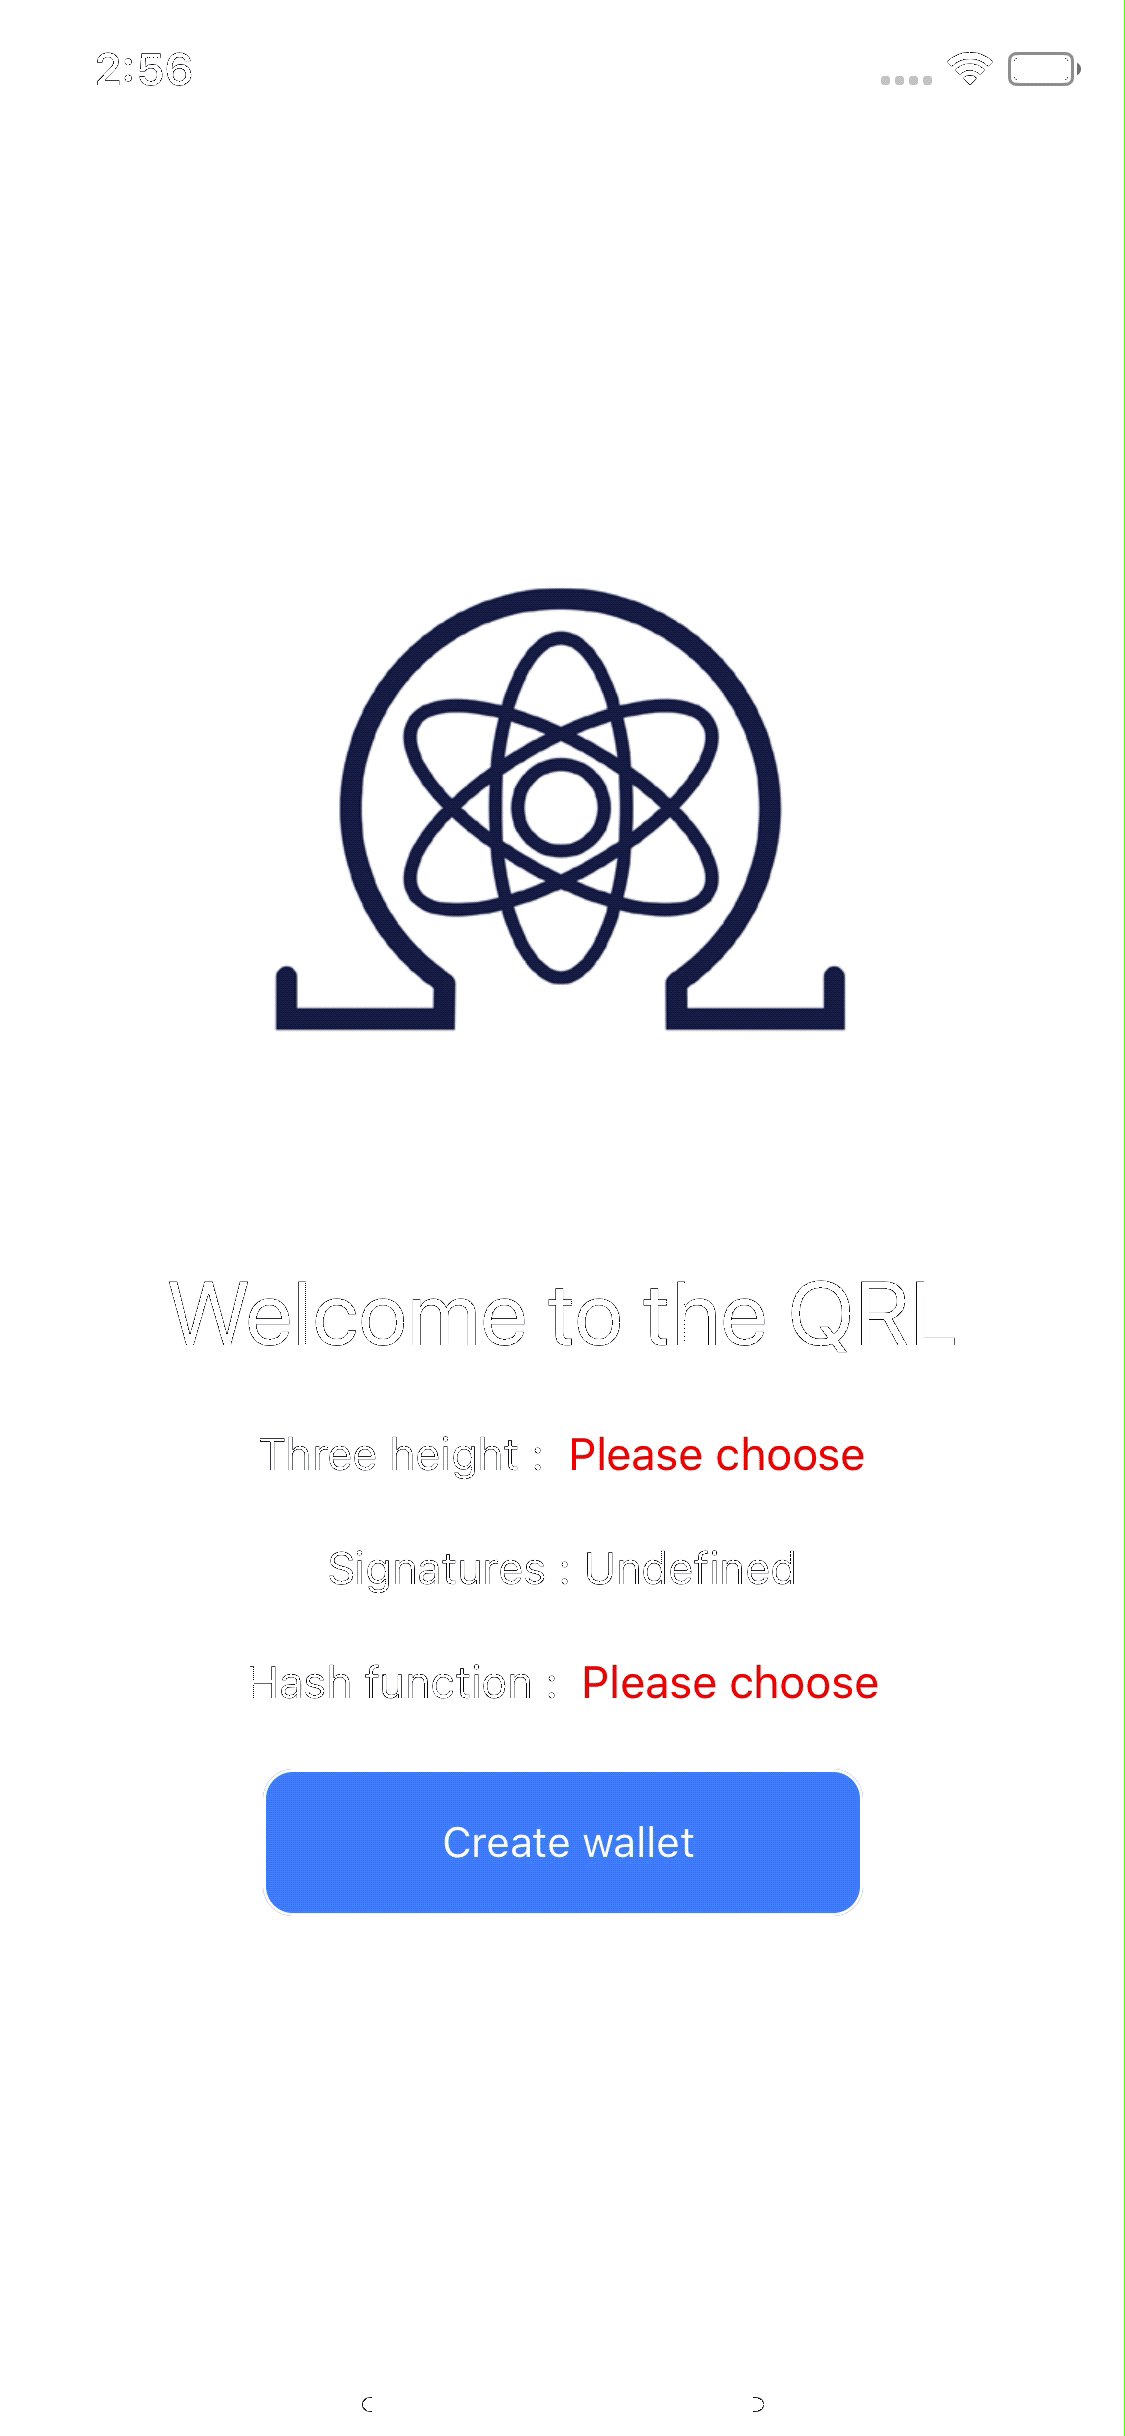 2:56
Welcome to the QRL
Three height : Please choose
Signatures : Undefined
Hash function : Please choose
Create wallet